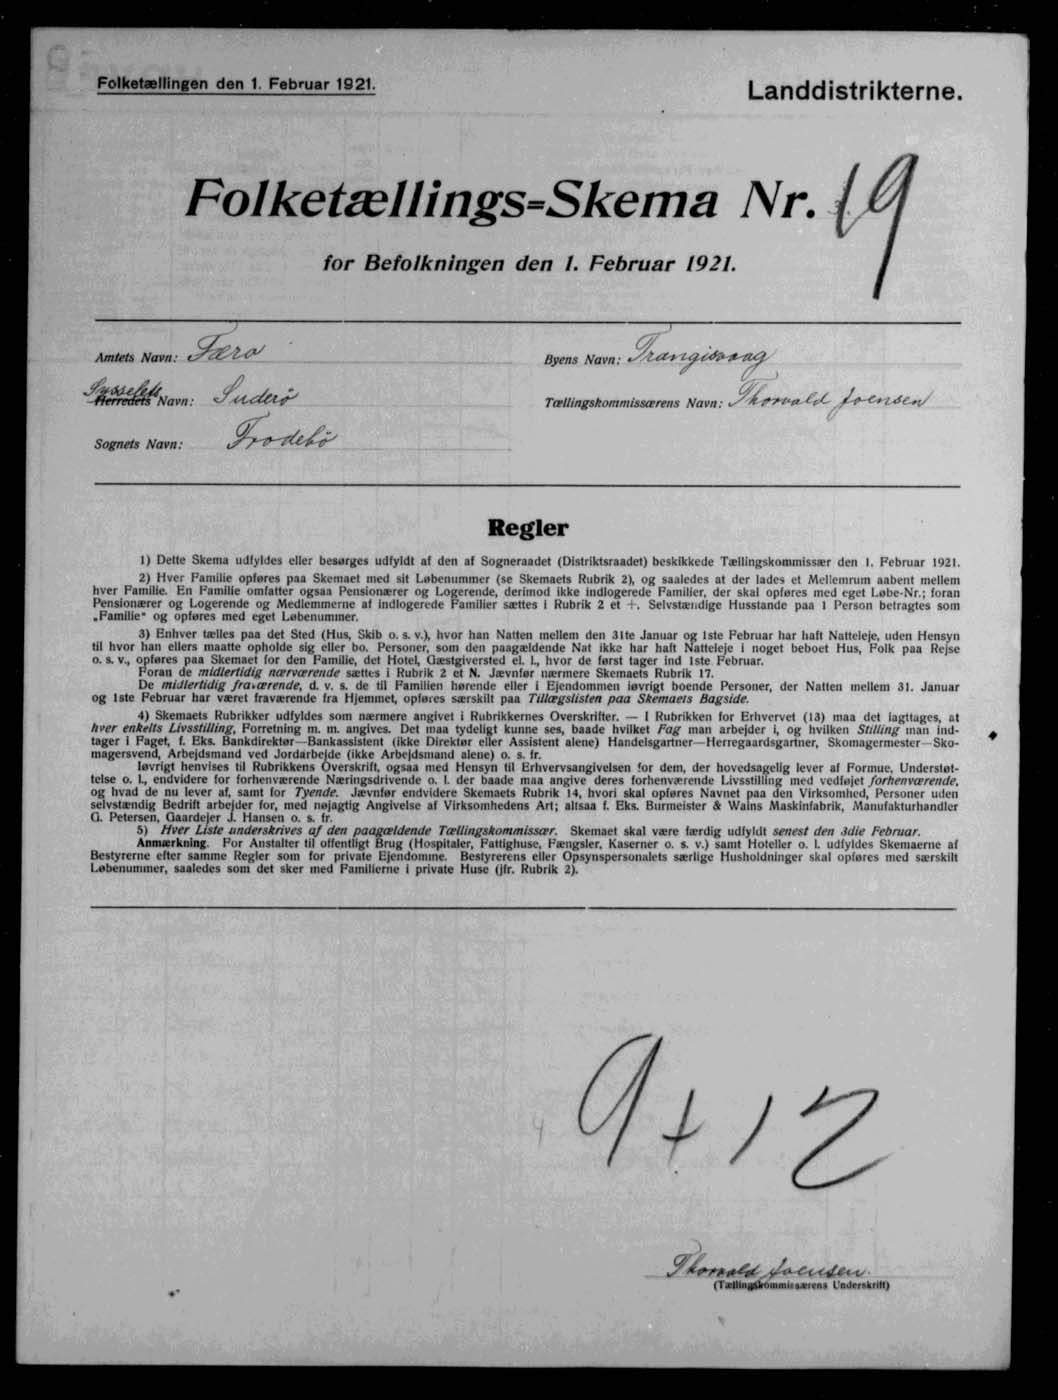 Folketællingen den 1. Februar 1921.
Landdistrikterne.
Folketællings=Skema Nr. 19
for Befolkningen den 1. Februar 1921.
Amtets Navn: Færø
Byens Navn: Trangisvaag
Sysselets
Herredets Navn: Suderø
Tællingskommissærens Navn: Thorvald Joensen
Sognets Navn: Frodebø
Regler
1) Dette Skema udfyldes eller besørges udfyldt af den af Sogneraadet (Distriktsraadet) beskikkede Tællingskommissær den 1. Februar 1921.
2) Hver Familie opføres paa Skemaet med sit Løbenummer (se Skemaets Rubrik 2), og saaledes at der lades et Mellemrum aabent mellem
hver Familie. En Familie omfatter ogsaa Pensionærer og Logerende, derimod ikke indlogerede Familier, der skal opføres med eget Løbe-Nr.; foran
Pensionærer og Logerende og Medlemmerne af indlogerede Familier sættes i Rubrik 2 et +. Selvstændige Husstande paa 1 Person betragtes som
„Familie“ og opføres med eget Løbenummer.
3) Enhver tælles paa det Sted (Hus, Skib o. s. v.), hvor han Natten mellem den 31te Januar og 1ste Februar har haft Natteleje, uden Hensyn
til hvor han ellers maatte opholde sig eller bo. Personer, som den paagældende Nat ikke har haft Natteleje i noget beboet Hus, Folk paa Rejse
o. s. v., opføres paa Skemaet for den Familie, det Hotel, Gæstgiversted el. l., hvor de først tager ind 1ste Februar.
Foran de midlertidig nærværende sættes i Rubrik 2 et N. Jævnfør nærmere Skemaets Rubrik 17.
De midlertidig fraværende, d. v. s. de til Familien hørende eller i Ejendommen iøvrigt boende Personer, der Natten mellem 31. Januar
og 1ste Februar har været fraværende fra Hjemmet, opføres særskilt paa Tillægslisten paa Skemaets Bagside.
4) Skemaets Rubrikker udfyldes som nærmere angivet i Rubrikkernes Overskrifter. — I Rubrikken for Erhvervet (13) maa det iagttages, at
hver enkelts Livsstilling, Forretning m. m. angives. Det maa tydeligt kunne ses, baade hvilket Fag man arbejder i, og hvilken Stilling man ind-
tager i Faget, f. Eks. Bankdirektør—Bankassistent (ikke Direktør eller Assistent alene) Handelsgartner—Herregaardsgartner, Skomagermester—Sko-
magersvend, Arbejdsmand ved Jordarbejde (ikke Arbejdsmand alene) o. s. fr.
Iøvrigt henvises til Rubrikkens Overskrift, ogsaa med Hensyn til Erhvervsangivelsen for dem, der hovedsagelig lever af Formue, Understøt-
telse o. l., endvidere for forhenværende Næringsdrivende o. l. der baade maa angive deres forhenværende Livsstilling med vedføjet forhenværende,
og hvad de nu lever af, samt for Tyende. Jævnfør endvidere Skemaets Rubrik 14, hvori skal opføres Navnet paa den Virksomhed, Personer uden
selvstændig Bedrift arbejder for, med nøjagtig Angivelse af Virksomhedens Art; altsaa f. Eks. Burmeister & Wains Maskinfabrik, Manufakturhandler
G. Petersen, Gaardejer J. Hansen o. s. fr.
5) Hver Liste underskrives af den paagældende Tællingskommissær. Skemaet skal være færdig udfyldt senest den 3die Februar.
Anmærkning. For Anstalter til offentligt Brug (Hospitaler, Fattighuse, Fængsler, Kaserner o. s. v.) samt Hoteller o. l. udfyldes Skemaerne af
Bestyrerne efter samme Regler som for private Ejendomme. Bestyrerens eller Opsynspersonalets særlige Husholdninger skal opføres med særskilt
Løbenummer, saaledes som det sker med Familierne i private Huse (jfr. Rubrik 2).
4
9 + 12
Thorvald Joensen.
(Tællingskommissærens Underskrift)